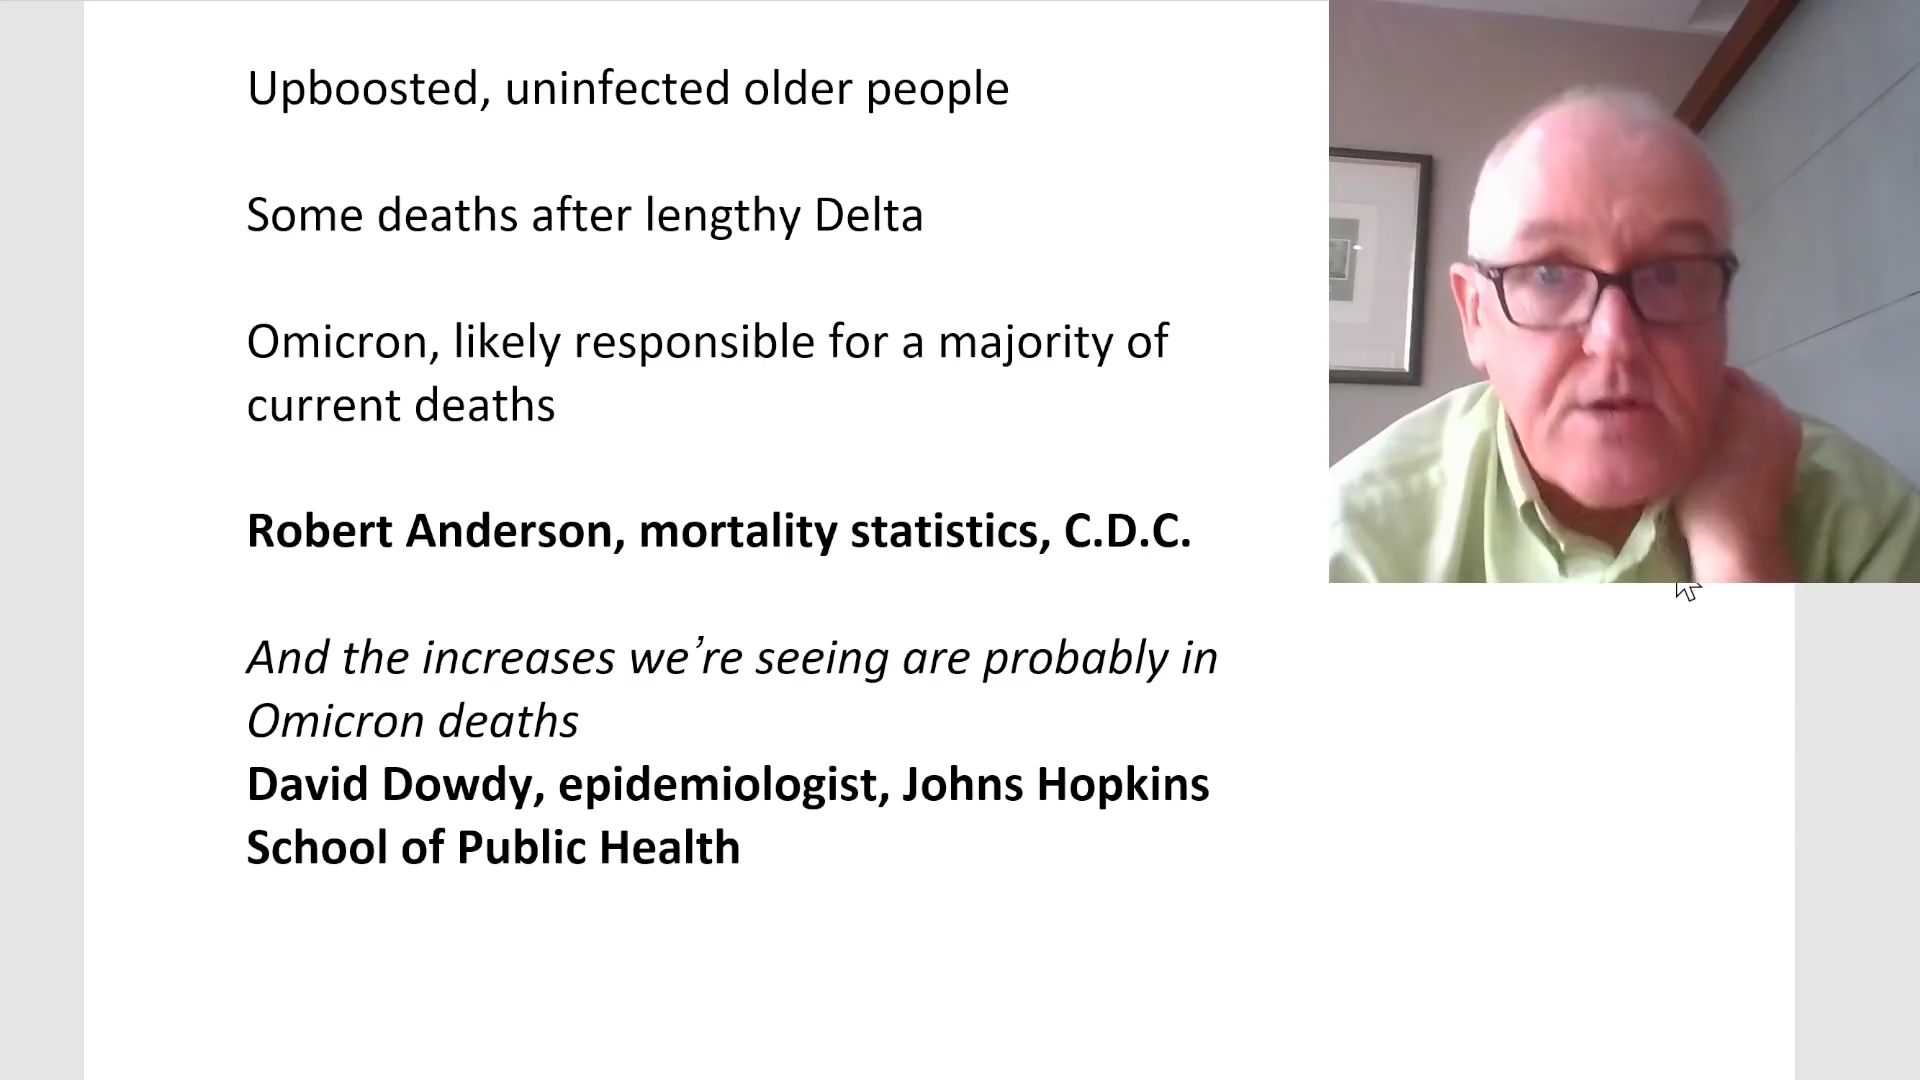 Upboosted, uninfected older people
Some deaths after lengthy Delta
Omicron, likely responsible for a majority of
current deaths
Robert Anderson, mortality statistics, C.D.C.
And the increases we’re seeing are probably in
Omicron deaths
David Dowdy, epidemiologist, Johns Hopkins
School of Public Health